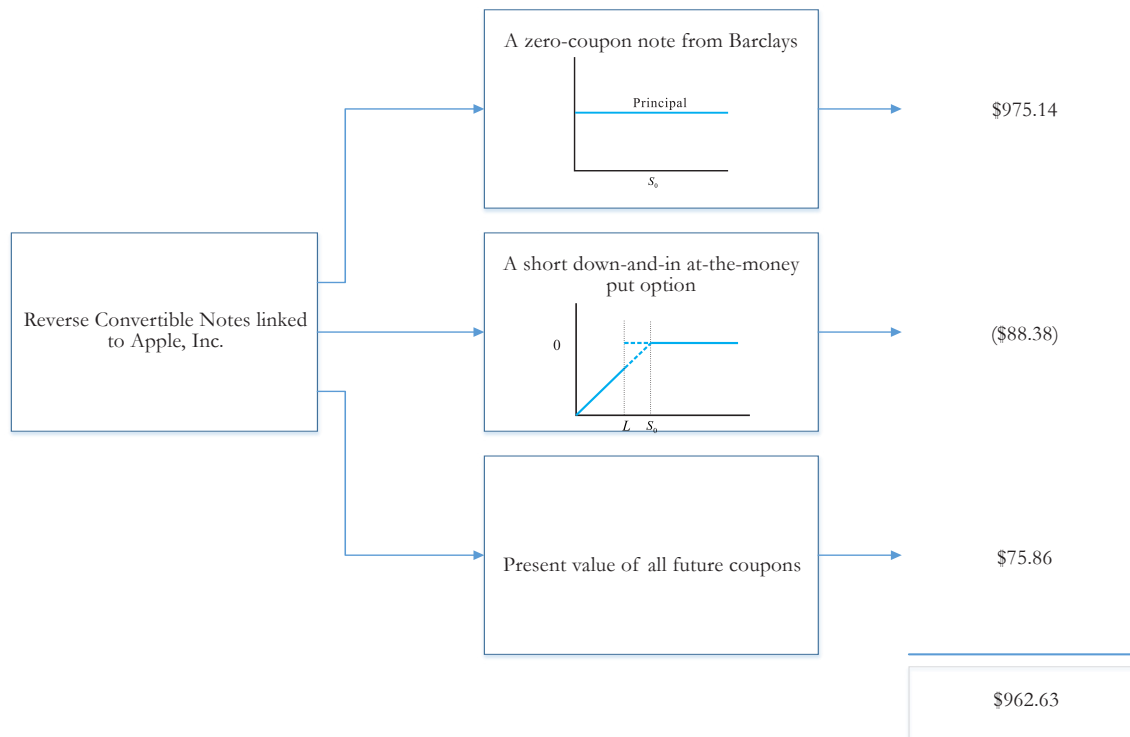 A zero-coupon note from Barclays
Principal
S₀
$975.14
Reverse Convertible Notes linked
to Apple, Inc.
A short down-and-in at-the-money
put option
0
L S₀
($88.38)
Present value of all future coupons
$75.86
$962.63